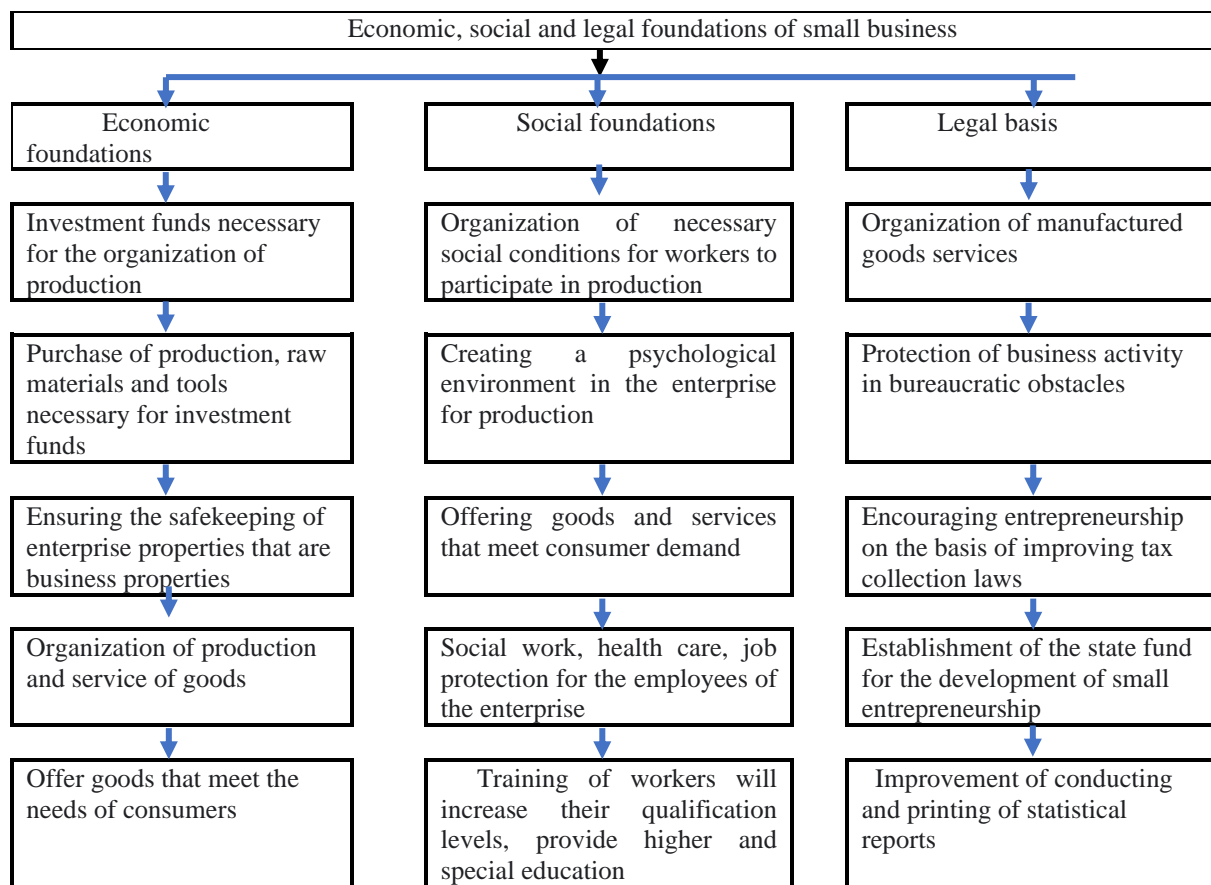 Economic, social and legal foundations of small business
Economic
foundations
Social foundations
Legal basis
Investment funds necessary
for the organization of
production
Organization of necessary
social conditions for workers to
participate in production
Organization of manufactured
goods services
Purchase of production, raw
materials and tools
necessary for investment
funds
Creating a psychological
environment in the enterprise
for production
Protection of business activity
in bureaucratic obstacles
Ensuring the safekeeping of
enterprise properties that are
business properties
Offering goods and services
that meet consumer demand
Encouraging entrepreneurship
on the basis of improving tax
collection laws
Organization of production
and service of goods
Social work, health care, job
protection for the employees of
the enterprise
Establishment of the state fund
for the development of small
entrepreneurship
Offer goods that meet the
needs of consumers
Training of workers will
increase their qualification
levels, provide higher and
special education
Improvement of conducting
and printing of statistical
reports